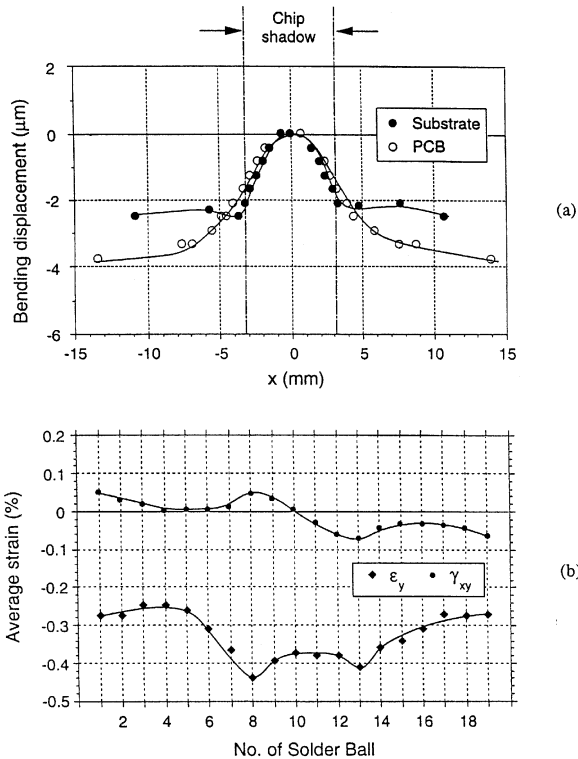 Chip
shadow
2
0
-2
-4
-6
Bending displacement (μm)
Substrate
PCB
(a)
-15 -10 -5 0 5 10 15
x (mm)
0.2
0.1
0
-0.1
-0.2
-0.3
-0.4
-0.5
Average strain (%)
εy γxy
(b)
2 4 6 8 10 12 14 16 18
No. of Solder Ball